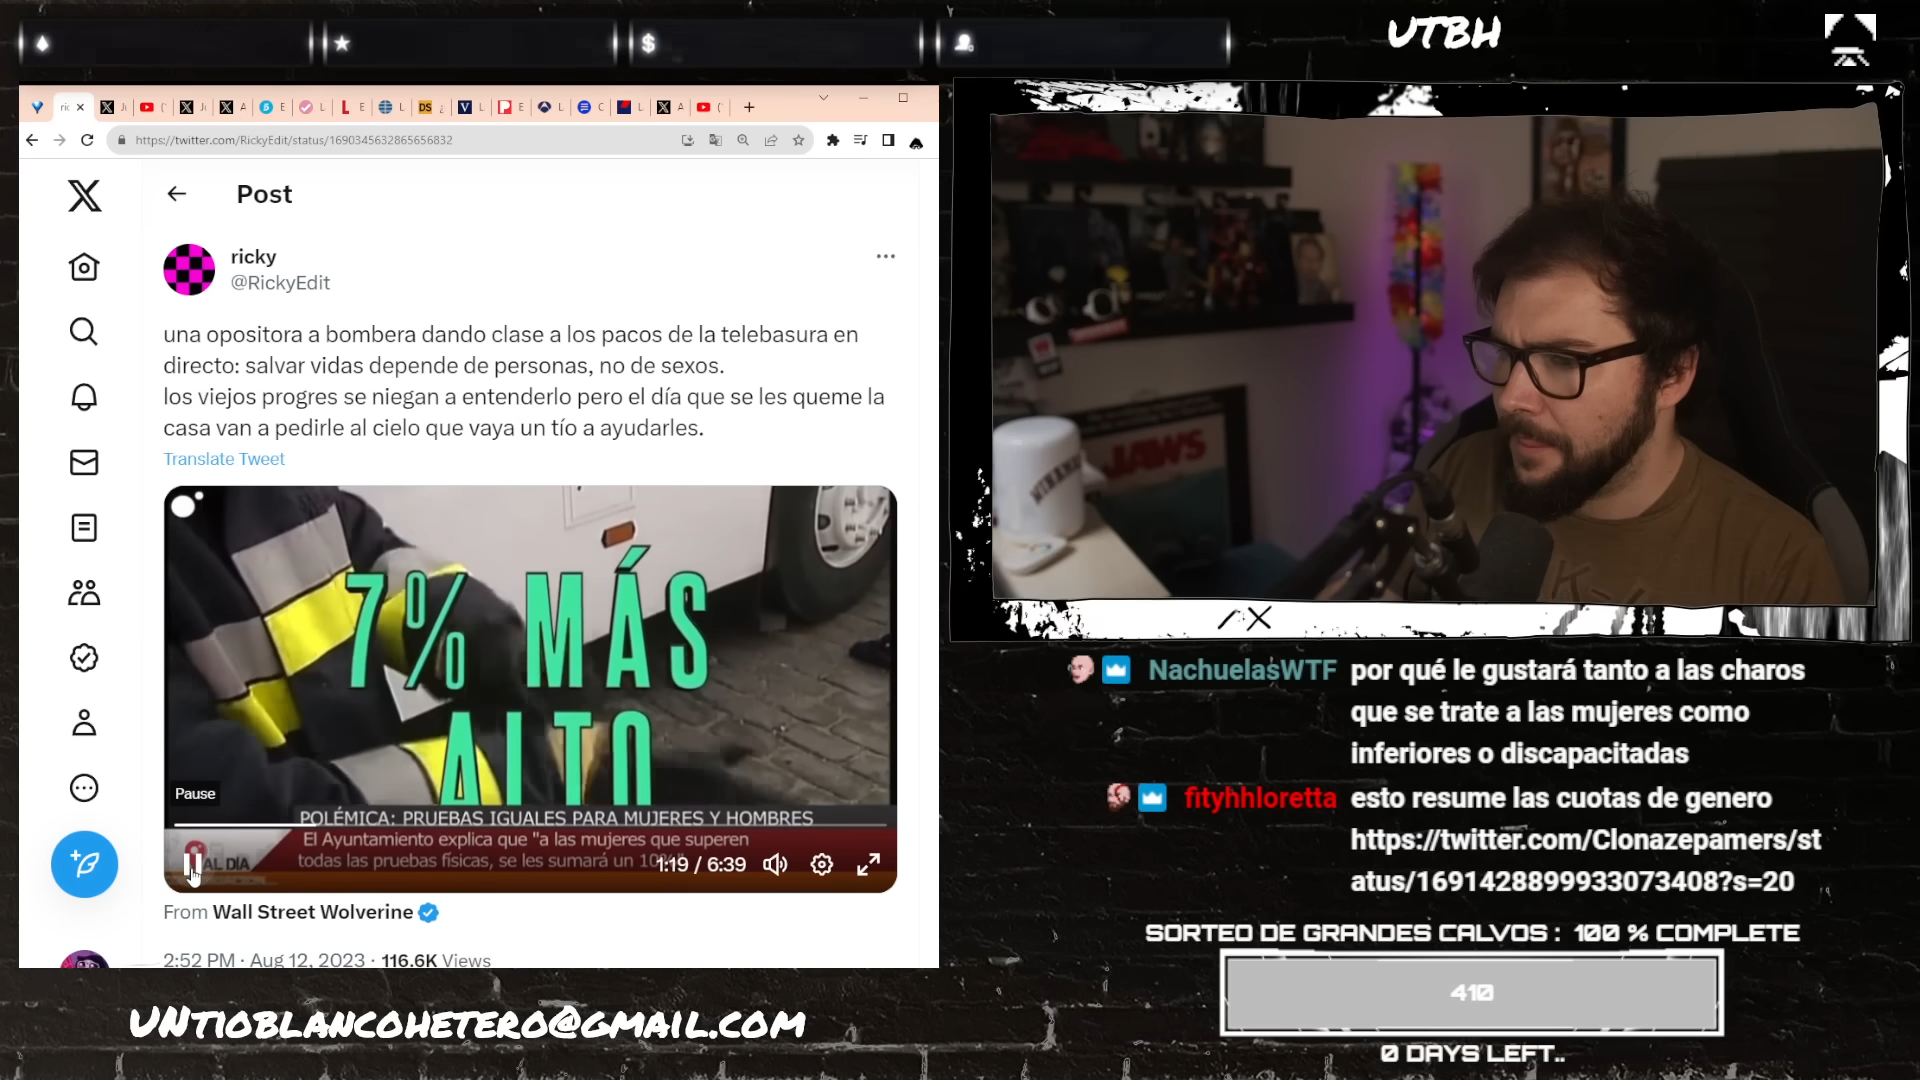 UTBH
https://twitter.com/RickyEdit/status/1690345632865656832
Post
ricky
@RickyEdit
una opositora a bombera dando clase a los pacos de la telebasura en
directo: salvar vidas depende de personas, no de sexos.
los viejos progres se niegan a entenderlo pero el día que se les queme la
casa van a pedirle al cielo que vaya un tío a ayudarles.
Translate Tweet
7% MÁS
ALTO
Pause
POLÉMICA: PRUEBAS IGUALES PARA MUJERES Y HOMBRES
El Ayuntamiento explica que "a las mujeres que superen
todas las pruebas físicas, se les sumará un 10%"
AL DÍA
1:19 / 6:39
From Wall Street Wolverine
2:52 PM · Aug 12, 2023 · 116.6K Views
JAWS
NachuelasWTF por qué le gustará tanto a las charos
que se trate a las mujeres como
inferiores o discapacitadas
fityhhloretta esto resume las cuotas de genero
https://twitter.com/Clonazepamers/st
atus/1691428899933073408?s=20
SORTEO DE GRANDES CALVOS : 100 % COMPLETE
410
0 DAYS LEFT..
UNTIOBLANCOHETERO@GMAIL.COM